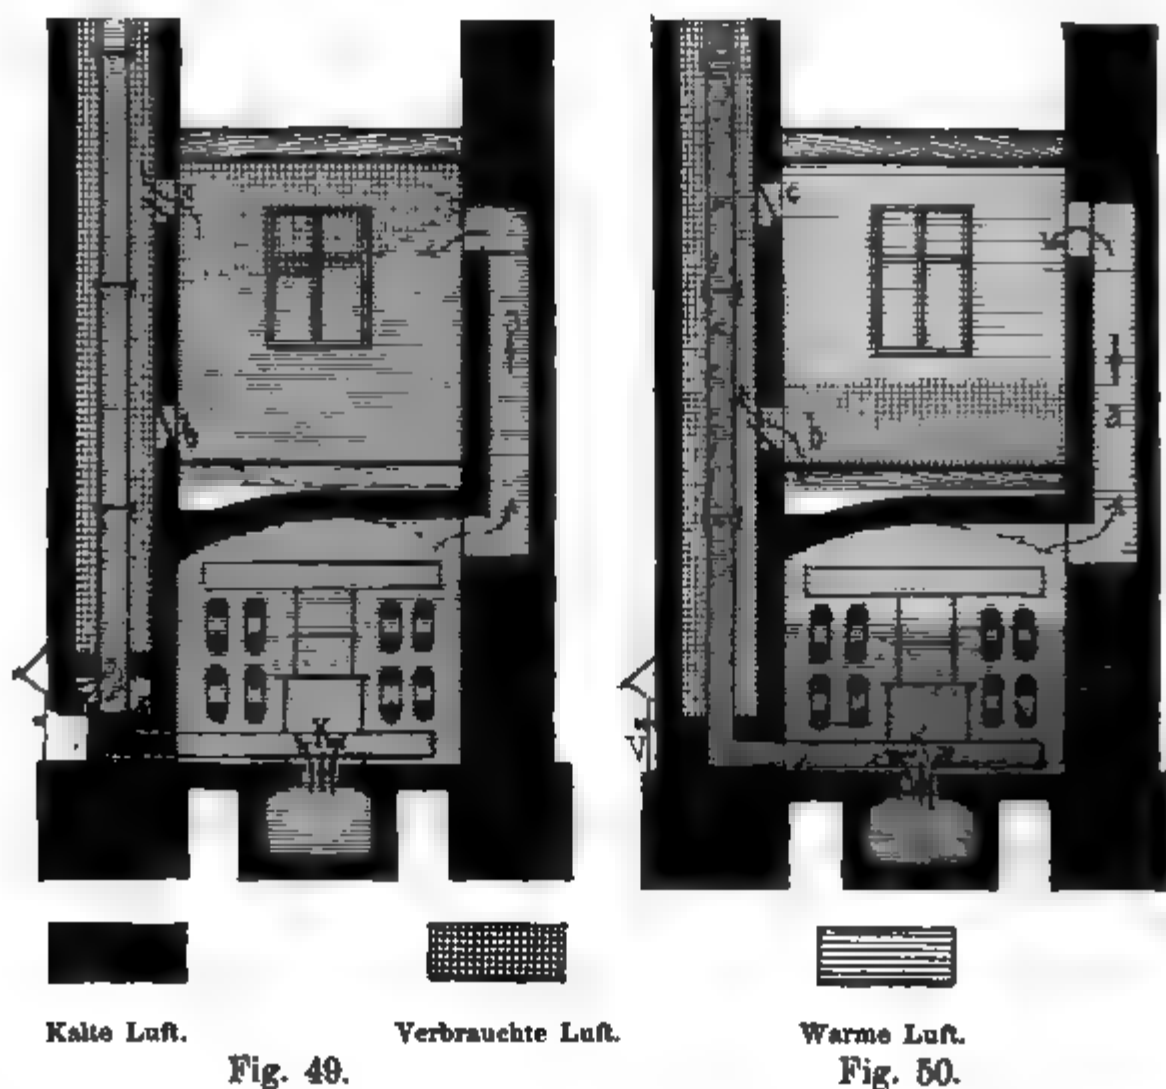 c
b
a
b
K
V
Kalte Luft.
Verbrauchte Luft.
Warme Luft.
Fig. 49.
Fig. 50.